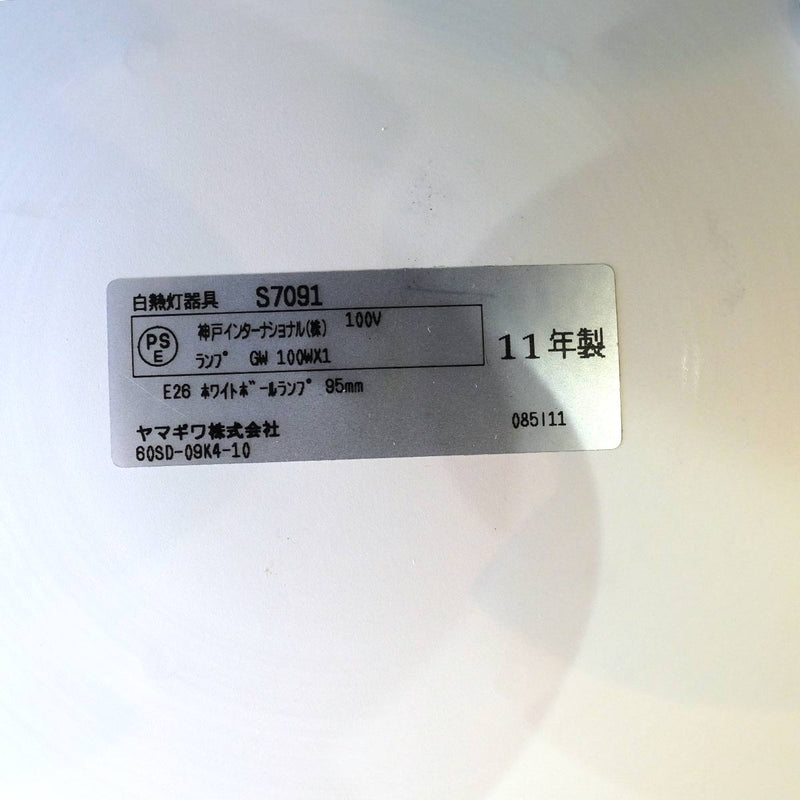 白熱灯器具 S7091
PS
E
神戸インターナショナル(株) 100V
ランプ GW 100WX1
11年製
E26 ホワイトボールランプ 95mm
ヤマギワ株式会社
085111
60SD-09K4-10